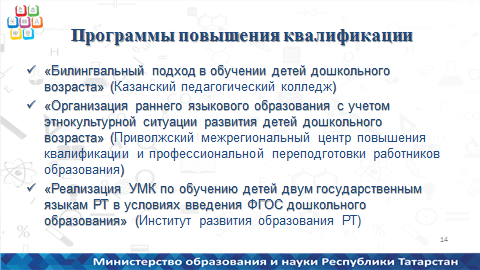 Программы повышения квалификации
✓ «Билингвальный подход в обучении детей дошкольного
возраста» (Казанский педагогический колледж)
✓ «Организация раннего языкового образования с учетом
этнокультурной ситуации развития детей дошкольного
возраста» (Приволжский межрегиональный центр повышения
квалификации и профессиональной переподготовки работников
образования)
✓ «Реализация УМК по обучению детей двум государственным
языкам РТ в условиях введения ФГОС дошкольного
образования» (Институт развития образования РТ)
14
Министерство образования и науки Республики Татарстан